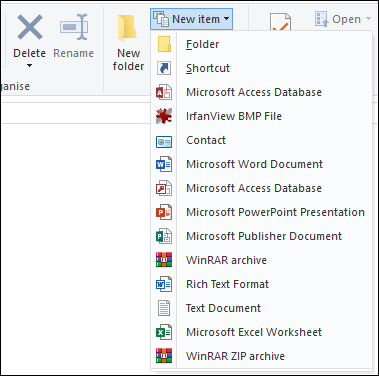 New item
Open
Delete
Rename
New
folder
anise
Folder
Shortcut
Microsoft Access Database
IrfanView BMP File
Contact
Microsoft Word Document
Microsoft Access Database
Microsoft PowerPoint Presentation
Microsoft Publisher Document
WinRAR archive
Rich Text Format
Text Document
Microsoft Excel Worksheet
WinRAR ZIP archive